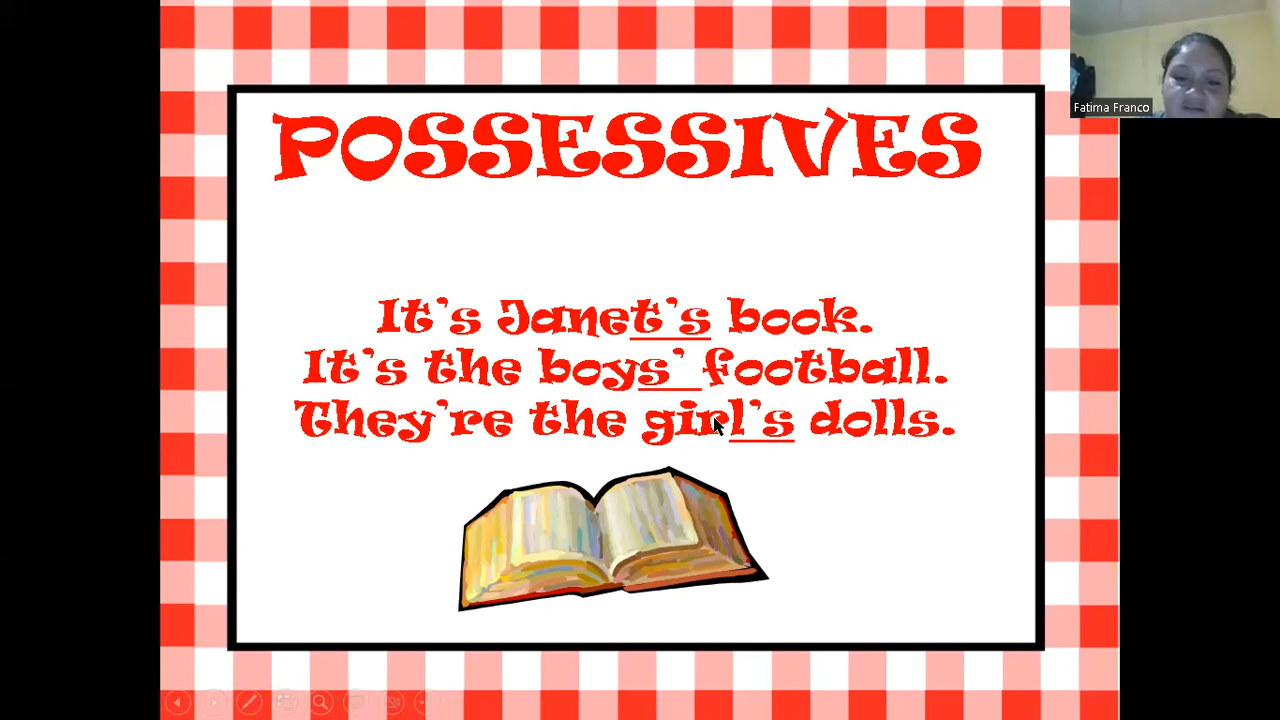 POSSESSIVES
Fatima Franco
It's Janet's book.
It's the boys' football.
They're the girl's dolls.